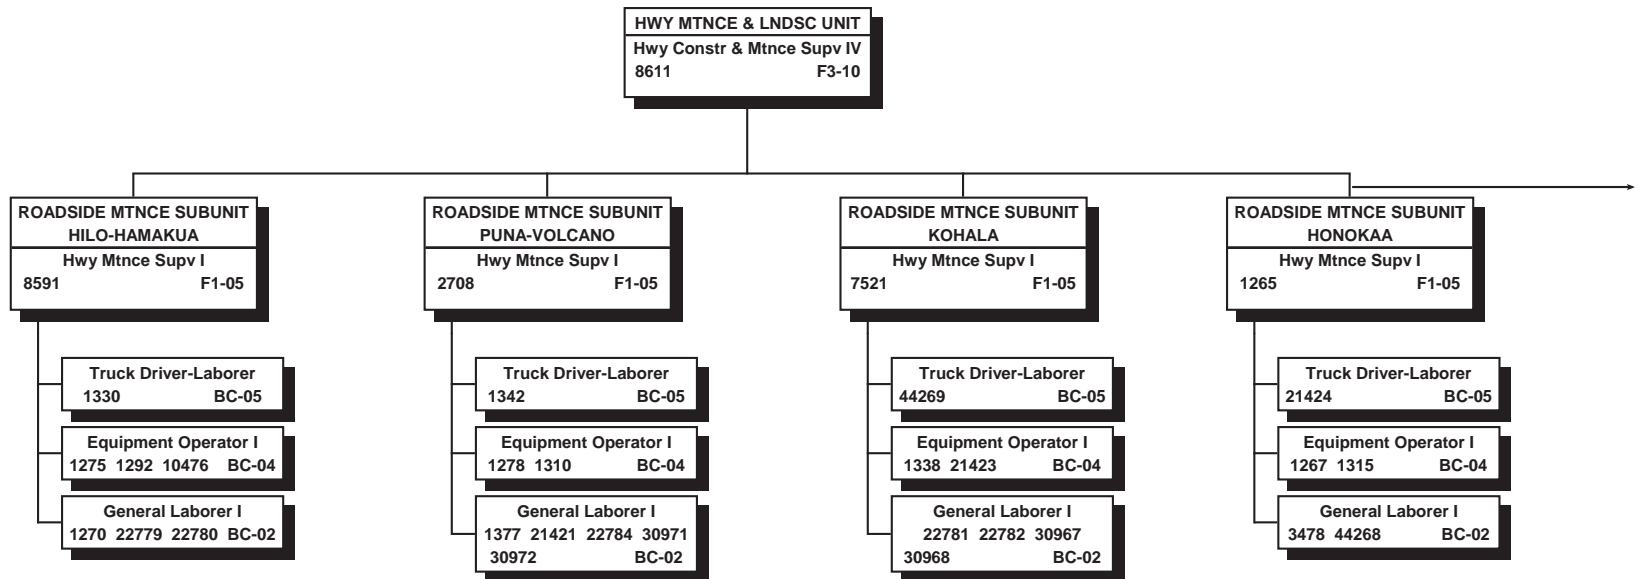 HWY MTNCE & LNDSC UNIT
Hwy Constr & Mtnce Supv IV
8611 F3-10
ROADSIDE MTNCE SUBUNIT
HILO-HAMAKUA
Hwy Mtnce Supv I
8591 F1-05
Truck Driver-Laborer
1330 BC-05
Equipment Operator I
1275 1292 10476 BC-04
General Laborer I
1270 22779 22780 BC-02
ROADSIDE MTNCE SUBUNIT
PUNA-VOLCANO
Hwy Mtnce Supv I
2708 F1-05
Truck Driver-Laborer
1342 BC-05
Equipment Operator I
1278 1310 BC-04
General Laborer I
1377 21421 22784 30971
30972 BC-02
ROADSIDE MTNCE SUBUNIT
KOHALA
Hwy Mtnce Supv I
7521 F1-05
Truck Driver-Laborer
44269 BC-05
Equipment Operator I
1338 21423 BC-04
General Laborer I
22781 22782 30967
30968 BC-02
ROADSIDE MTNCE SUBUNIT
HONOKAA
Hwy Mtnce Supv I
1265 F1-05
Truck Driver-Laborer
21424 BC-05
Equipment Operator I
1267 1315 BC-04
General Laborer I
3478 44268 BC-02